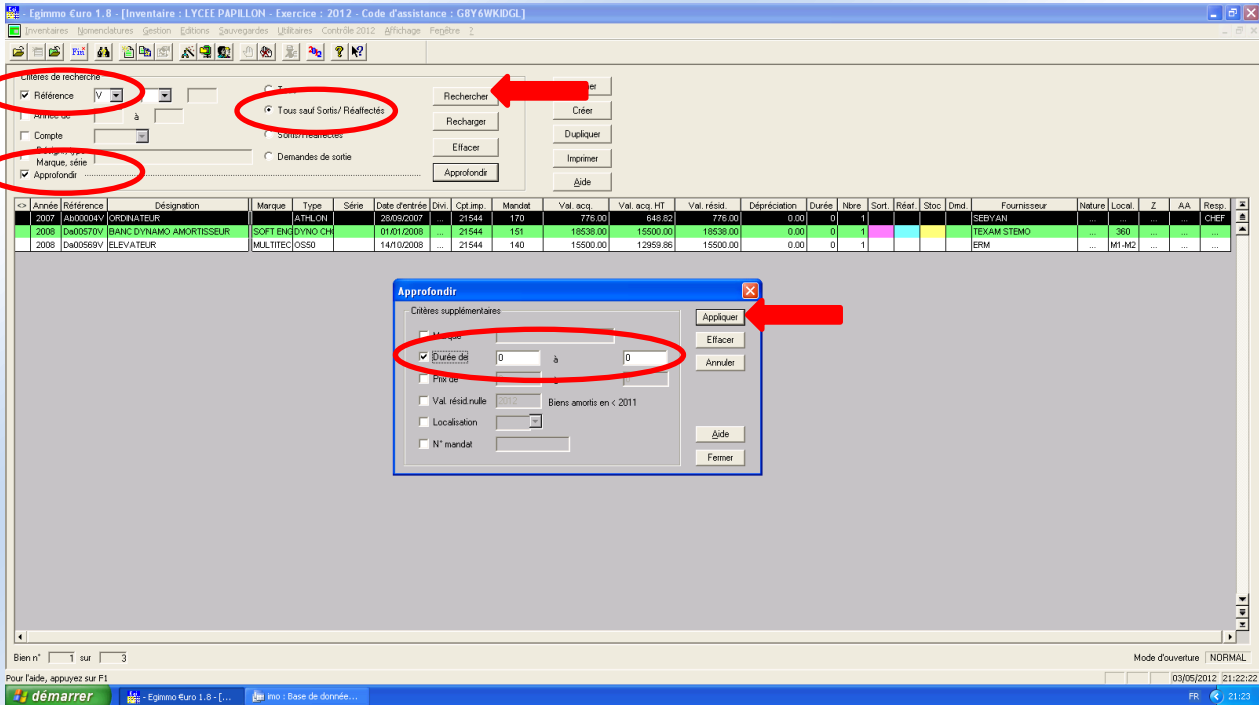 Egimmo €uro 1.8 - [Inventaire : LYCEE PAPILLON - Exercice : 2012 - Code d'assistance : G8Y6WKIDGL]
Inventaires Nomenclatures Gestion Editions Sauvegardes Utilitaires Contrôle 2012 Affichage Fenêtre ?
Critères de recherche
Référence V
Année de à
Compte
Marque, série
Approfondir
Tous sauf Sortis/ Réaffectés
Sortis/Réaffectés
Demandes de sortie
Rechercher
Recharger
Effacer
Approfondir
Créer
Dupliquer
Imprimer
Aide
<> Année Référence Désignation Marque Type Série Date d'entrée Divi. Cpt.imp. Mandat Val. acq. Val. acq. HT Val. résid. Dépréciation Durée Nbre Sort. Réaf. Stoc Dmd. Fournisseur Nature Local. Z AA Resp.
2007 Ab00004V ORDINATEUR ATHLON 28/09/2007 ... 21544 170 776.00 648.82 776.00 0.00 0 1 SEBYAN ... ... ... ... CHEF
2008 Da00570V BANC DYNAMO AMORTISSEUR SOFT ENG DYNO CH 01/01/2008 ... 21544 151 18538.00 15500.00 18538.00 0.00 0 1 TEXAM STEMO ... 360 ... ... ...
2008 Da00569V ELEVATEUR MULTITEC OS50 14/10/2008 ... 21544 140 15500.00 12959.86 15500.00 0.00 0 1 ERM ... M1-M2 ... ... ...
Approfondir
Critères supplémentaires
Marque
Durée de 0 à 0
Prix de
Val. résid.nulle 2012 Biens amortis en < 2011
Localisation
N° mandat
Appliquer
Effacer
Annuler
Aide
Fermer
Bien n° 1 sur 3
Mode d'ouverture NORMAL
Pour l'aide, appuyez sur F1
03/05/2012 21:22:22
démarrer - Egimmo €uro 1.8 - [... imo : Base de donnée... FR 21:23